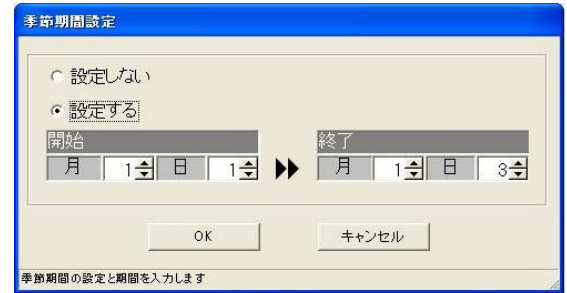 季節期間設定
設定しない
設定する
開始 終了
月 1 日 1 月 1 日 3
OK キャンセル
季節期間の設定と期間を入力します